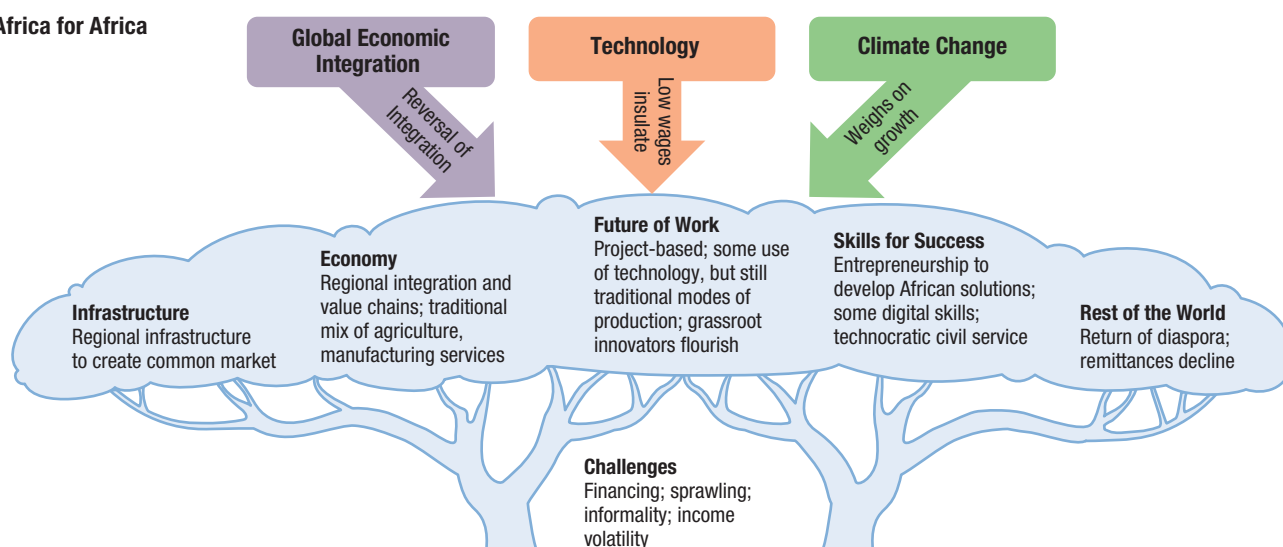 Africa for Africa
Global Economic
Integration
Technology
Climate Change
Reversal of
Integration
Low wages
insulate
Weighs on
growth
Infrastructure
Regional infrastructure
to create common market
Economy
Regional integration and
value chains; traditional
mix of agriculture,
manufacturing services
Future of Work
Project-based; some use
of technology, but still
traditional modes of
production; grassroot
innovators flourish
Skills for Success
Entrepreneurship to
develop African solutions;
some digital skills;
technocratic civil service
Rest of the World
Return of diaspora;
remittances decline
Challenges
Financing; sprawling;
informality; income
volatility